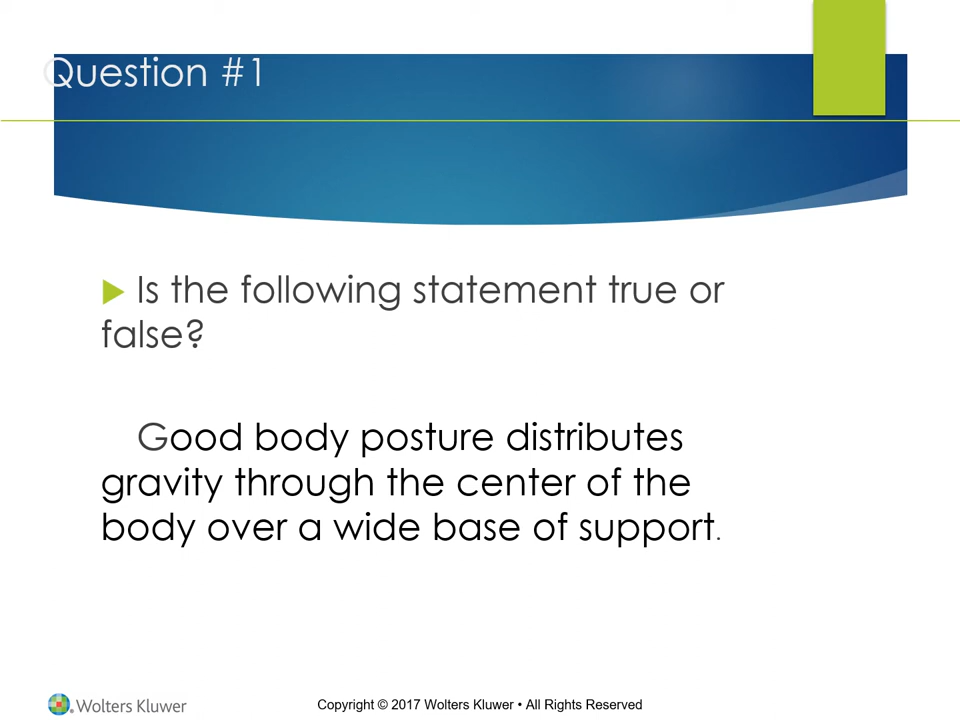 Question #1
Is the following statement true or
false?
Good body posture distributes
gravity through the center of the
body over a wide base of support.
Wolters Kluwer
Copyright © 2017 Wolters Kluwer • All Rights Reserved